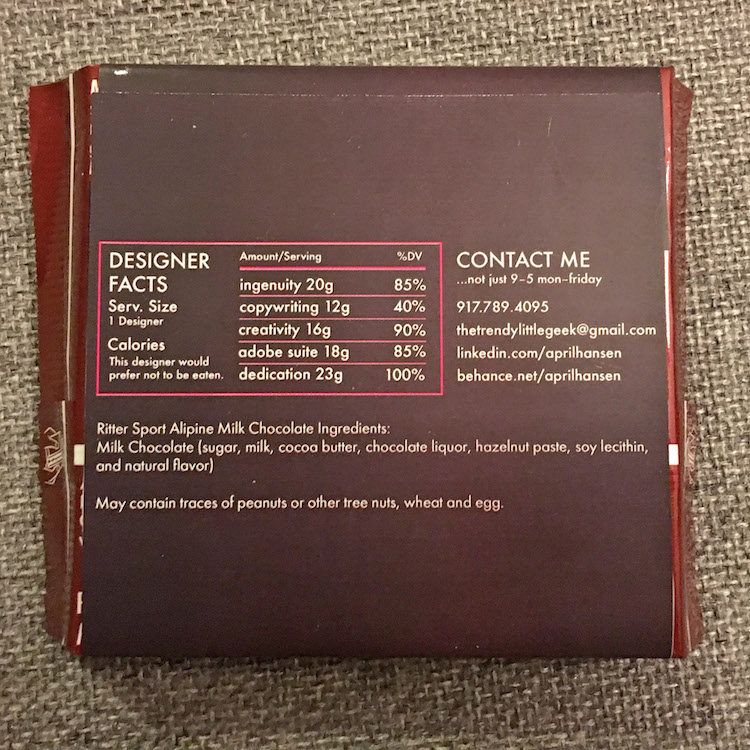 DESIGNER
FACTS
Serv. Size
1 Designer
Calories
This designer would
prefer not to be eaten.
Amount/Serving %DV
ingenuity 20g 85%
copywriting 12g 40%
creativity 16g 90%
adobe suite 18g 85%
dedication 23g 100%
CONTACT ME
...not just 9-5 mon-friday
917.789.4095
thetrendylittlegeek@gmail.com
linkedin.com/aprilhansen
behance.net/aprilhansen
Ritter Sport Alipine Milk Chocolate Ingredients:
Milk Chocolate (sugar, milk, cocoa butter, chocolate liquor, hazelnut paste, soy lecithin,
and natural flavor)
May contain traces of peanuts or other tree nuts, wheat and egg.